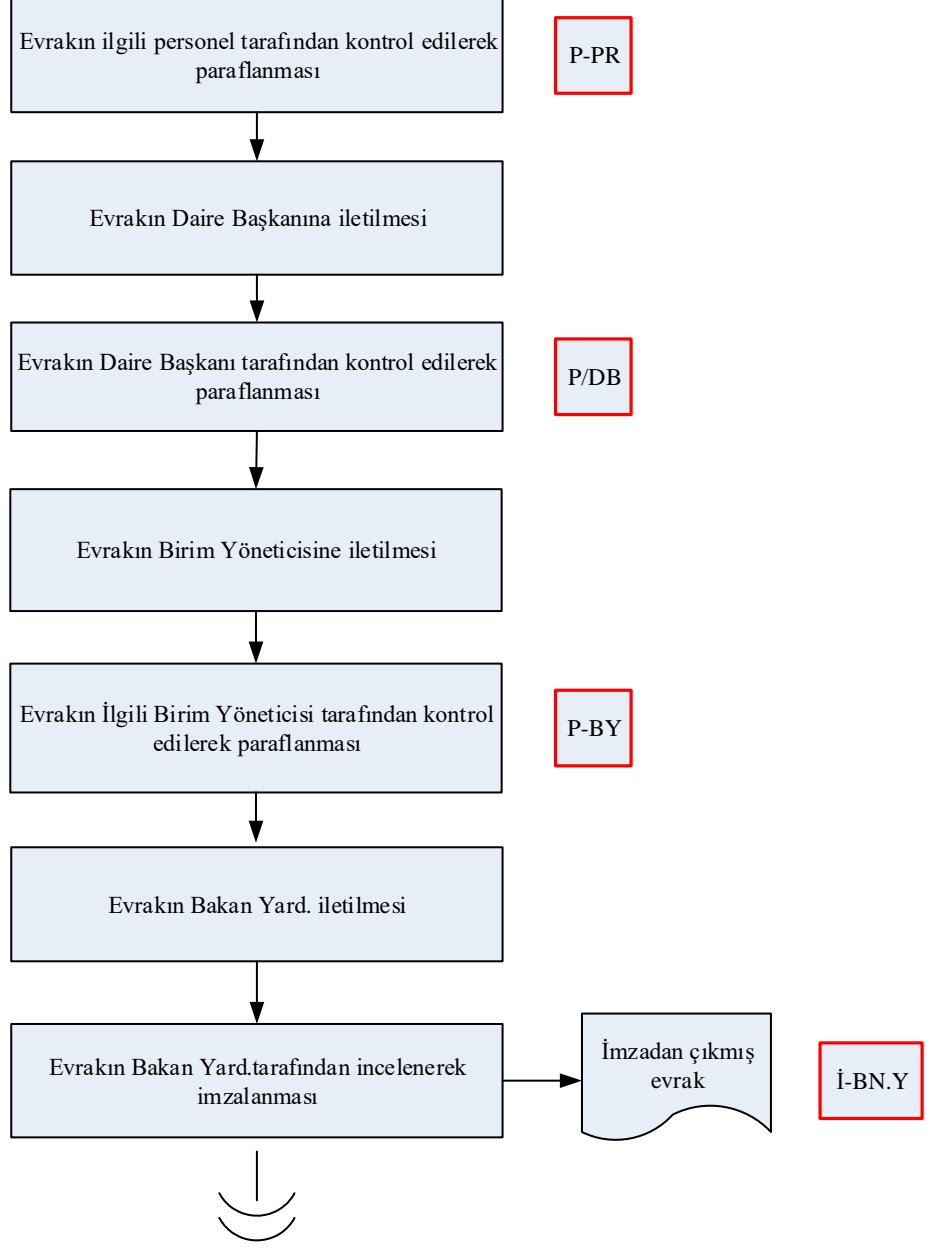 Evrakın ilgili personel tarafından kontrol edilerek
paraflanması
P-PR
Evrakın Daire Başkanına iletilmesi
Evrakın Daire Başkanı tarafından kontrol edilerek
paraflanması
P/DB
Evrakın Birim Yöneticisine iletilmesi
Evrakın İlgili Birim Yöneticisi tarafından kontrol
edilerek paraflanması
P-BY
Evrakın Bakan Yard. iletilmesi
Evrakın Bakan Yard.tarafından incelenerek
imzalanması
İmzadan çıkmış
evrak
İ-BN.Y